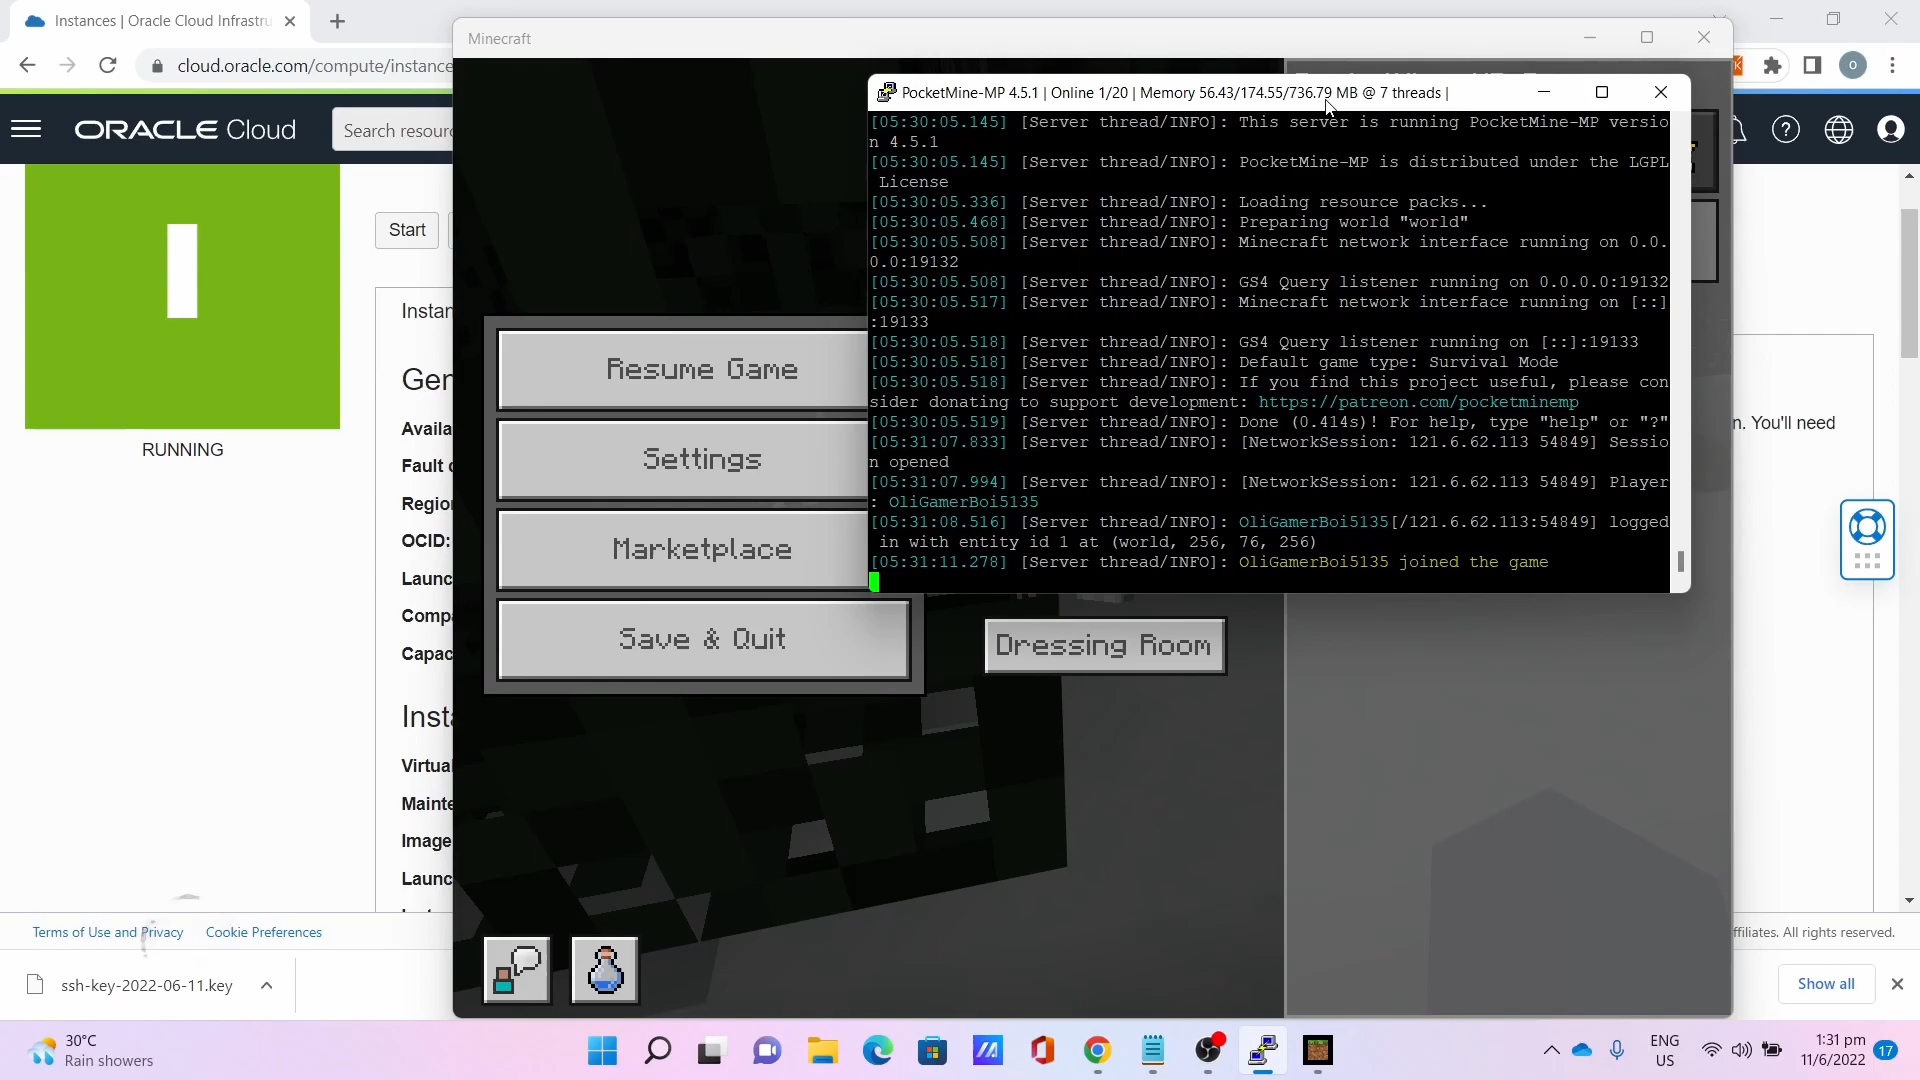 Instances | Oracle Cloud Infrastru
Minecraft
cloud.oracle.com/compute/instance
O
ORACLE Cloud
Search resour
PocketMine-MP 4.5.1 | Online 1/20 | Memory 56.43/174.55/736.79 MB @ 7 threads |
[05:30:05.145] [Server thread/INFO]: This server is running PocketMine-MP versio
n 4.5.1
[05:30:05.145] [Server thread/INFO]: PocketMine-MP is distributed under the LGPL
License
[05:30:05.336] [Server thread/INFO]: Loading resource packs...
[05:30:05.468] [Server thread/INFO]: Preparing world "world"
[05:30:05.508] [Server thread/INFO]: Minecraft network interface running on 0.0.
0.0:19132
[05:30:05.508] [Server thread/INFO]: GS4 Query listener running on 0.0.0.0:19132
[05:30:05.517] [Server thread/INFO]: Minecraft network interface running on [::]
:19133
[05:30:05.518] [Server thread/INFO]: GS4 Query listener running on [::]:19133
[05:30:05.518] [Server thread/INFO]: Default game type: Survival Mode
[05:30:05.518] [Server thread/INFO]: If you find this project useful, please con
sider donating to support development: https://patreon.com/pocketminemp
[05:30:05.519] [Server thread/INFO]: Done (0.414s)! For help, type "help" or "?"
[05:31:07.833] [Server thread/INFO]: [NetworkSession: 121.6.62.113 54849] Sessio
n opened
[05:31:07.994] [Server thread/INFO]: [NetworkSession: 121.6.62.113 54849] Player
: OliGamerBoi5135
[05:31:08.516] [Server thread/INFO]: OliGamerBoi5135[/121.6.62.113:54849] logged
in with entity id 1 at (world, 256, 76, 256)
[05:31:11.278] [Server thread/INFO]: OliGamerBoi5135 joined the game
I
RUNNING
Start
Instan
Gen
Availa
Fault d
Region
OCID:
Launc
Compa
Capac
Insta
Virtual
Mainte
Image
Launc
n. You'll need
Resume Game
Settings
Marketplace
Save & Quit
Dressing Room
Terms of Use and Privacy
Cookie Preferences
ffiliates. All rights reserved.
ssh-key-2022-06-11.key
Show all
30°C
Rain showers
ENG
US
1:31 pm
11/6/2022
17